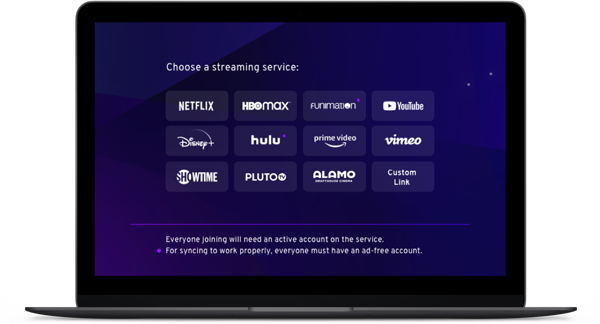 Choose a streaming service:
NETFLIX
HBOmax
FUNIMATION
YouTube
Disney+
hulu
prime video
vimeo
SHOWTIME
PLUTO TV
ALAMO
DRAFTHOUSE CINEMA
Custom
Link
Everyone joining will need an active account on the service.
For syncing to work properly, everyone must have an ad-free account.